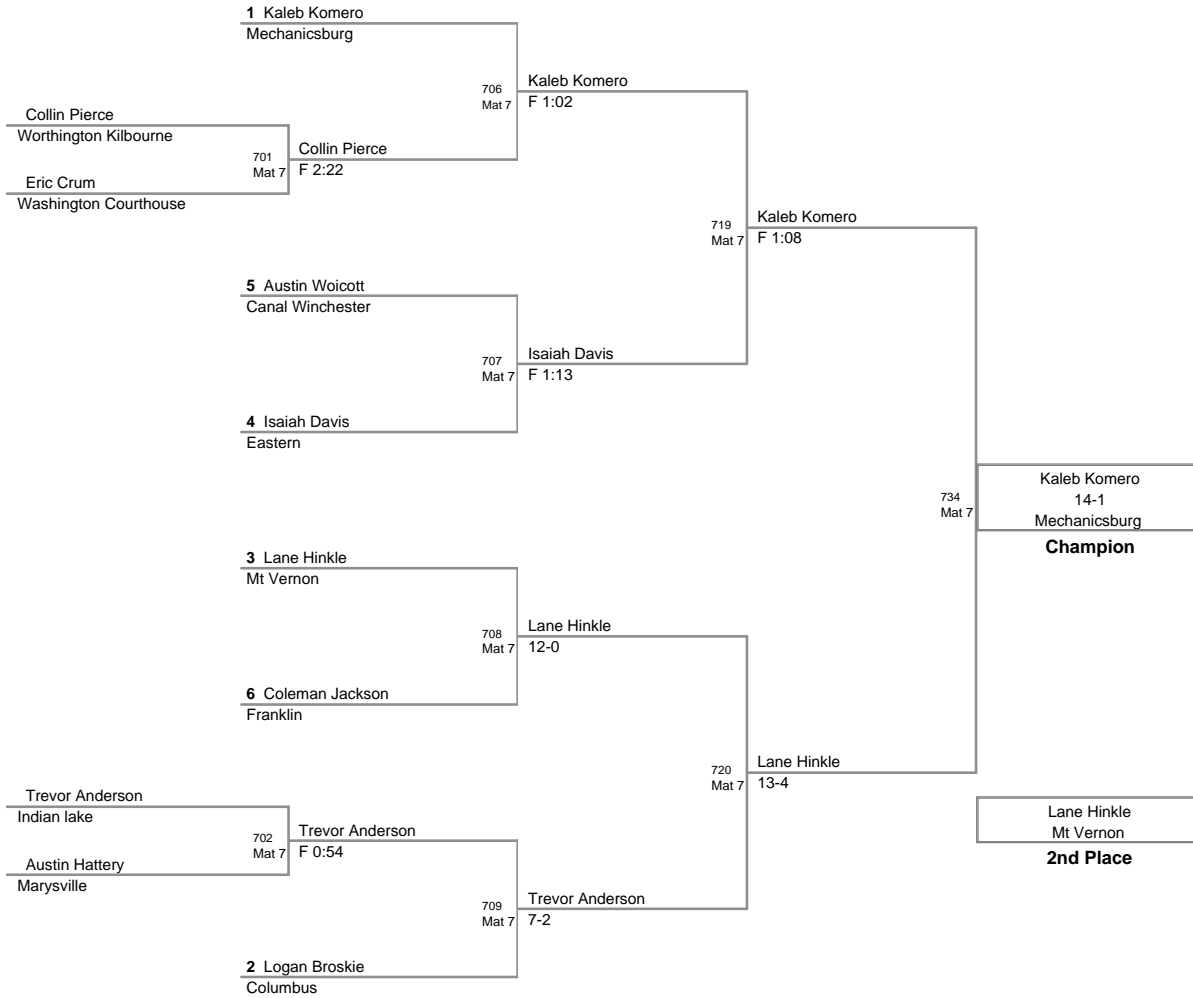 1 Kaleb Komero
Mechanicsburg
706
Mat 7
Kaleb Komero
F 1:02
Collin Pierce
Worthington Kilbourne
701
Mat 7
Collin Pierce
F 2:22
Eric Crum
Washington Courthouse
719
Mat 7
Kaleb Komero
F 1:08
5 Austin Woicott
Canal Winchester
707
Mat 7
Isaiah Davis
F 1:13
4 Isaiah Davis
Eastern
734
Mat 7
Kaleb Komero
14-1
Mechanicsburg
Champion
3 Lane Hinkle
Mt Vernon
708
Mat 7
Lane Hinkle
12-0
6 Coleman Jackson
Franklin
720
Mat 7
Lane Hinkle
13-4
Trevor Anderson
Indian lake
702
Mat 7
Trevor Anderson
F 0:54
Austin Hattery
Marysville
Lane Hinkle
Mt Vernon
2nd Place
709
Mat 7
Trevor Anderson
7-2
2 Logan Broskie
Columbus